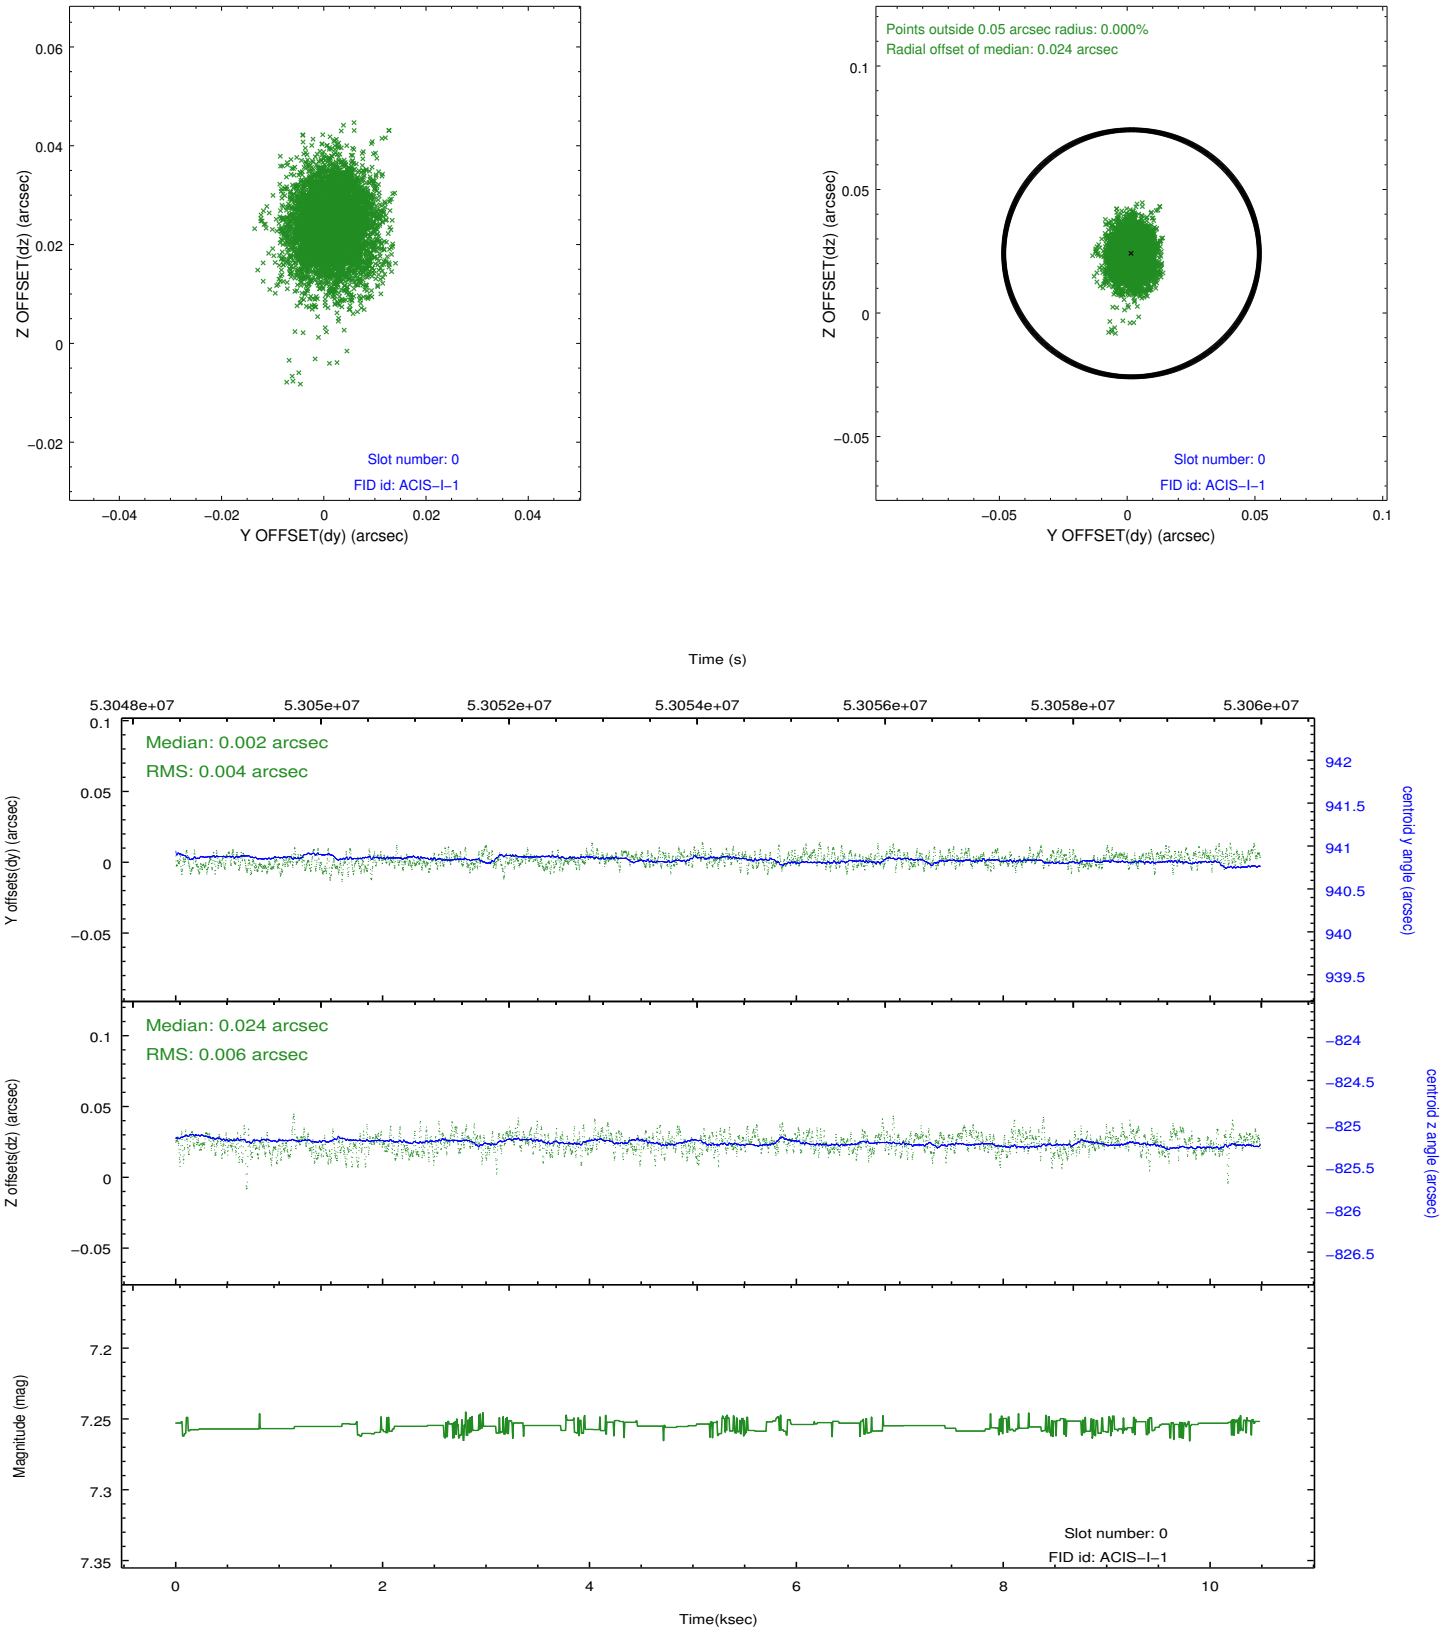 0.06
0.04
0.02
0
−0.02
Z OFFSET(dz) (arcsec)
Slot number: 0
FID id: ACIS−I−1
−0.04
−0.02
0
0.02
0.04
Y OFFSET(dy) (arcsec)
Points outside 0.05 arcsec radius: 0.000%
Radial offset of median: 0.024 arcsec
0.1
0.05
0
−0.05
Z OFFSET(dz) (arcsec)
Slot number: 0
FID id: ACIS−I−1
−0.05
0
0.05
0.1
Y OFFSET(dy) (arcsec)
Time (s)
5.3048e+07
5.305e+07
5.3052e+07
5.3054e+07
5.3056e+07
5.3058e+07
5.306e+07
Median: 0.002 arcsec
RMS: 0.004 arcsec
0.1
0.05
0
−0.05
Y offsets(dy) (arcsec)
942
941.5
941
940.5
940
939.5
centroid y angle (arcsec)
Median: 0.024 arcsec
RMS: 0.006 arcsec
0.1
0.05
0
−0.05
Z offsets(dz) (arcsec)
−824
−824.5
−825
−825.5
−826
−826.5
centroid z angle (arcsec)
7.2
7.25
7.3
7.35
Magnitude (mag)
Slot number: 0
FID id: ACIS−I−1
0
2
4
6
8
10
Time(ksec)